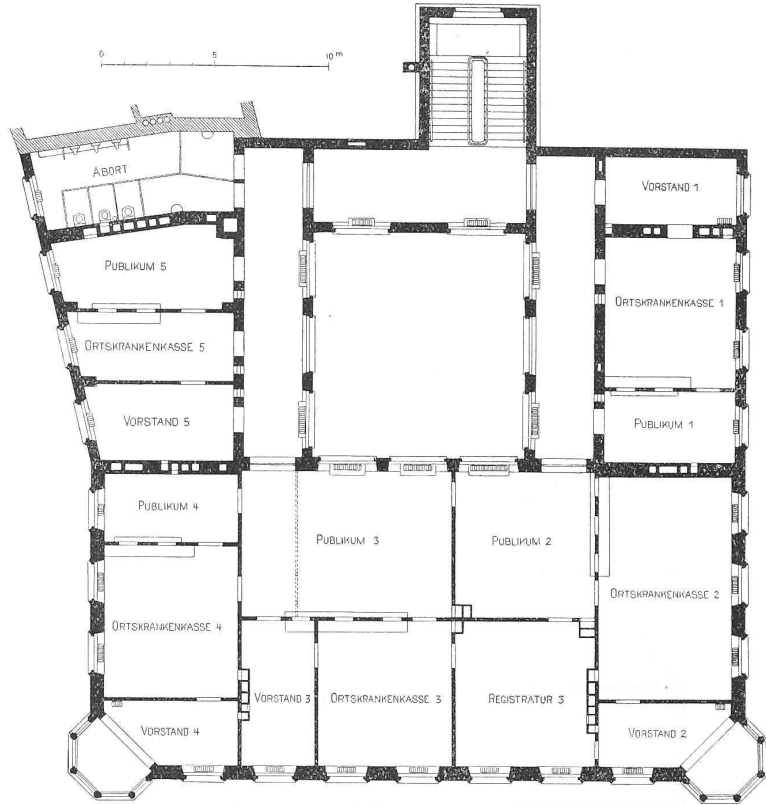 0 5 10 m
ABORT
VORSTAND 1
PUBLIKUM 5
ORTSKRANKENKASSE 1
ORTSKRANKENKASSE 5
VORSTAND 5
PUBLIKUM 1
PUBLIKUM 4
PUBLIKUM 3
PUBLIKUM 2
ORTSKRANKENKASSE 2
ORTSKRANKENKASSE 4
VORSTAND 3
ORTSKRANKENKASSE 3
REGISTRATUR 3
VORSTAND 4
VORSTAND 2